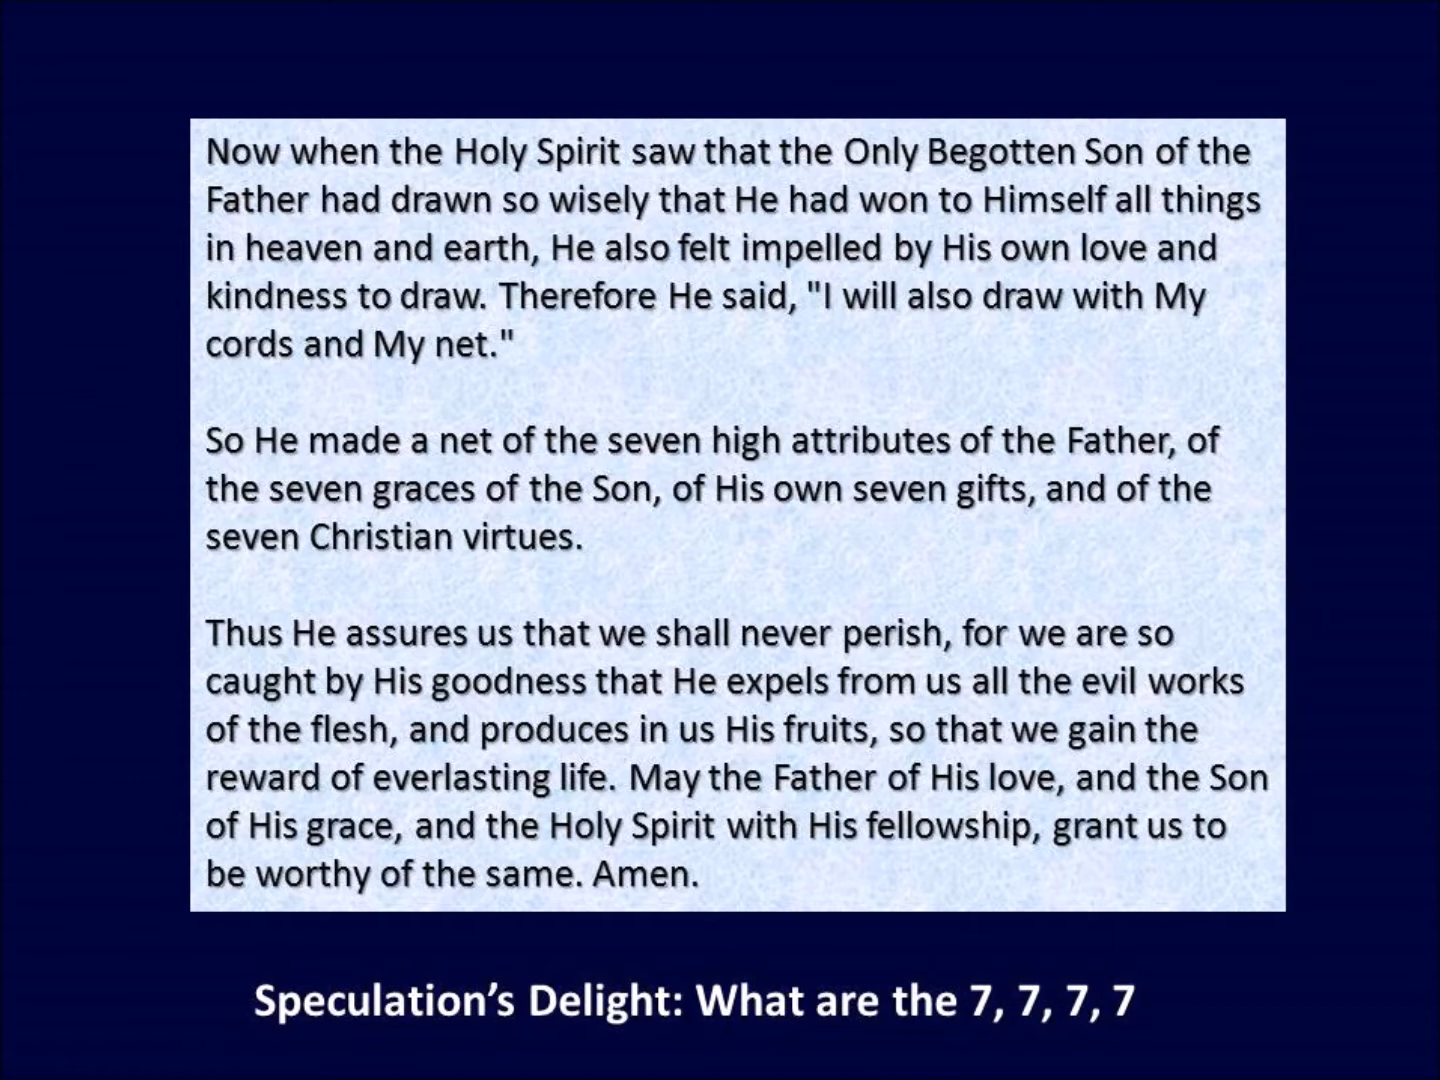 Now when the Holy Spirit saw that the Only Begotten Son of the
Father had drawn so wisely that He had won to Himself all things
in heaven and earth, He also felt impelled by His own love and
kindness to draw. Therefore He said, "I will also draw with My
cords and My net."
So He made a net of the seven high attributes of the Father, of
the seven graces of the Son, of His own seven gifts, and of the
seven Christian virtues.
Thus He assures us that we shall never perish, for we are so
caught by His goodness that He expels from us all the evil works
of the flesh, and produces in us His fruits, so that we gain the
reward of everlasting life. May the Father of His love, and the Son
of His grace, and the Holy Spirit with His fellowship, grant us to
be worthy of the same. Amen.
Speculation’s Delight: What are the 7, 7, 7, 7